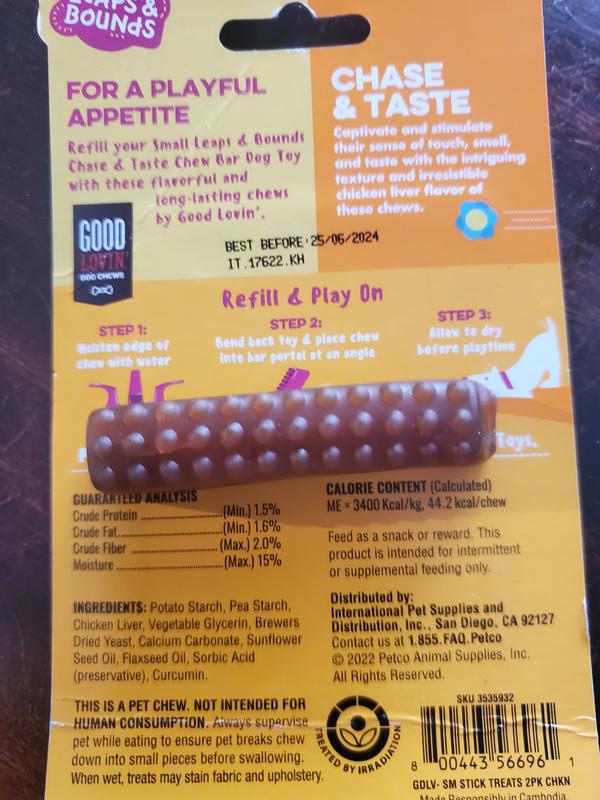 LEAPS &
BOUNdS
FOR A PLAYFUL
APPETITE
Refill your Small Leaps & Bounds
Chase & Taste Chew Bar Dog Toy
with these flavorful and
long-lasting chews
by Good Lovin'.
CHASE
& TASTE
Captivate and stimulate
their sense of touch, smell,
and taste with the intriguing
texture and irresistible
chicken liver flavor of
these chews.
GOOD
LOVIN'
DOG CHEWS
BEST BEFORE:25/06/2024
IT.17622.KH
Refill & Play On
STEP 1:
Moisten edge of
chew with water
STEP 2:
Bend back toy & place chew
into bar portal at an angle
STEP 3:
Allow to dry
before playtime
Toys.
GUARANTEED ANALYSIS
Crude Protein (Min.) 1.5%
Crude Fat (Min.) 1.6%
Crude Fiber (Max.) 2.0%
Moisture (Max.) 15%
CALORIE CONTENT (Calculated)
ME = 3400 Kcal/kg, 44.2 kcal/chew
Feed as a snack or reward. This
product is intended for intermittent
or supplemental feeding only.
INGREDIENTS: Potato Starch, Pea Starch,
Chicken Liver, Vegetable Glycerin, Brewers
Dried Yeast, Calcium Carbonate, Sunflower
Seed Oil, Flaxseed Oil, Sorbic Acid
(preservative), Curcumin.
Distributed by:
International Pet Supplies and
Distribution, Inc., San Diego, CA 92127
Contact us at 1.855.FAQ.Petco
© 2022 Petco Animal Supplies, Inc.
All Rights Reserved.
THIS IS A PET CHEW. NOT INTENDED FOR
HUMAN CONSUMPTION. Always supervise
pet while eating to ensure pet breaks chew
down into small pieces before swallowing.
When wet, treats may stain fabric and upholstery.
TREATED BY IRRADIATION
SKU 3535932
8 00443 56696 1
GDLV- SM STICK TREATS 2PK CHKN
Made Responsibly in Cambodia.